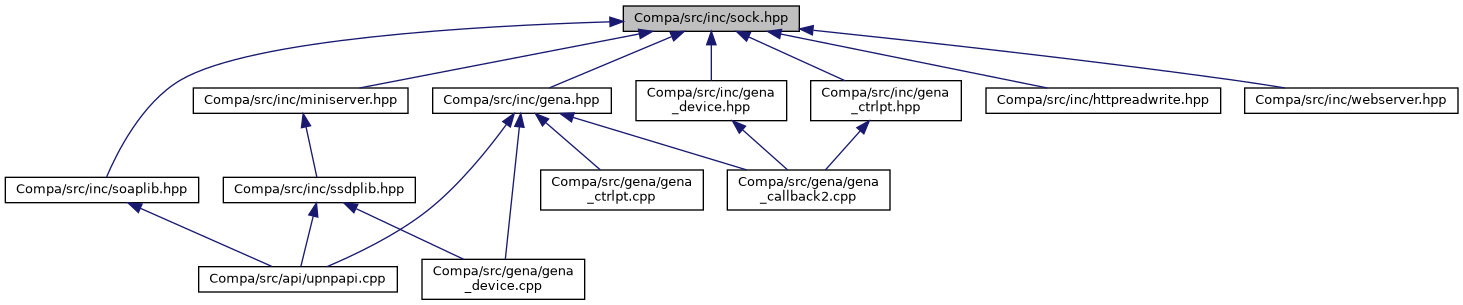 Compa/src/inc/sock.hpp
Compa/src/inc/miniserver.hpp
Compa/src/inc/gena.hpp
Compa/src/inc/gena
_device.hpp
Compa/src/inc/gena
_ctrlpt.hpp
Compa/src/inc/httpreadwrite.hpp
Compa/src/inc/webserver.hpp
Compa/src/inc/soaplib.hpp
Compa/src/inc/ssdplib.hpp
Compa/src/gena/gena
_ctrlpt.cpp
Compa/src/gena/gena
_callback2.cpp
Compa/src/api/upnpapi.cpp
Compa/src/gena/gena
_device.cpp